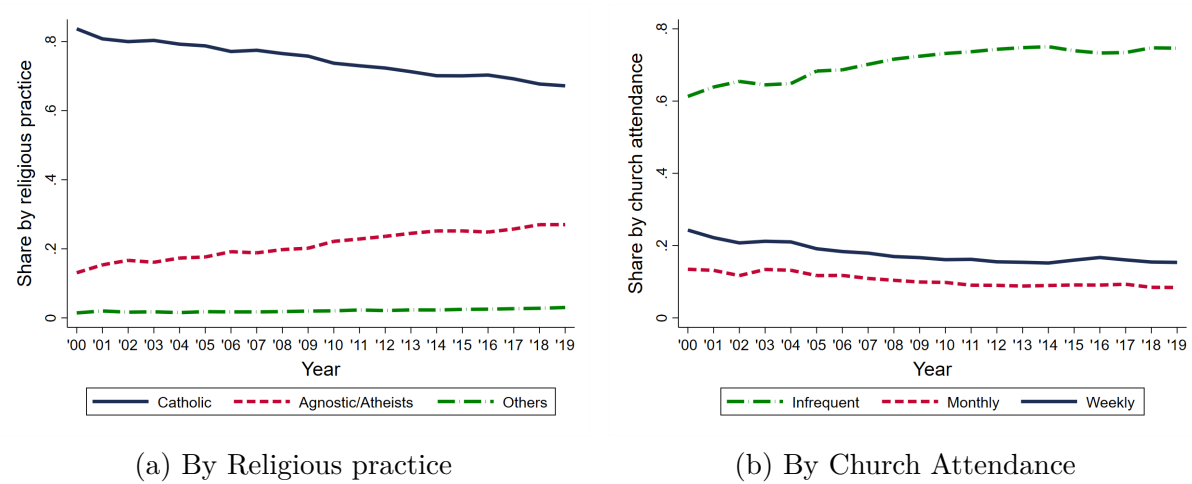 Share by religious practice
.8
.6
.4
.2
0
'00 '01 '02 '03 '04 '05 '06 '07 '08 '09 '10 '11 '12 '13 '14 '15 '16 '17 '18 '19
Year
Catholic Agnostic/Atheists Others
(a) By Religious practice
Share by church attendance
.8
.6
.4
.2
0
'00 '01 '02 '03 '04 '05 '06 '07 '08 '09 '10 '11 '12 '13 '14 '15 '16 '17 '18 '19
Year
Infrequent Monthly Weekly
(b) By Church Attendance